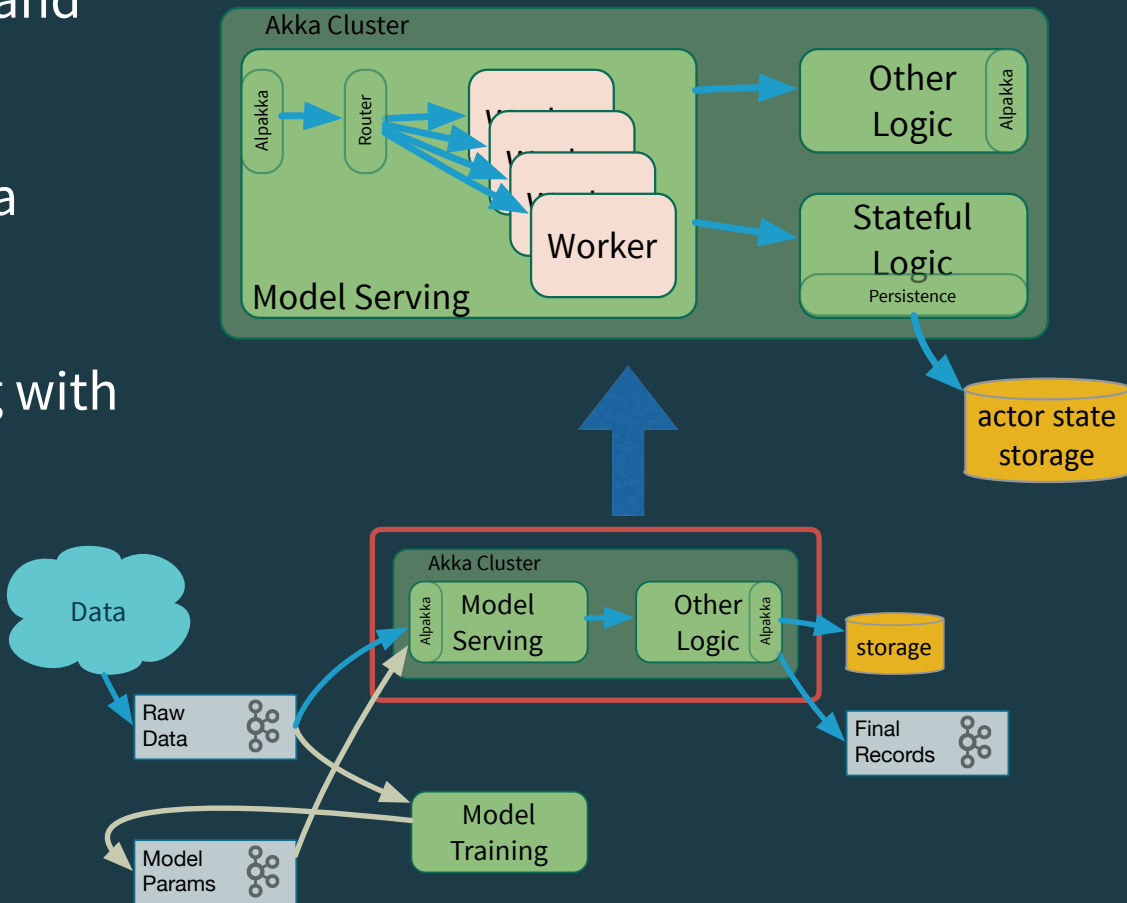 and
a
with
Akka Cluster
Alpakka
Router
Worker
Model Serving
Other
Logic
Alpakka
Stateful
Logic
Persistence
actor state
storage
Data
Akka Cluster
Alpakka
Model
Serving
Other
Logic
Alpakka
storage
Raw
Data
Final
Records
Model
Training
Model
Params